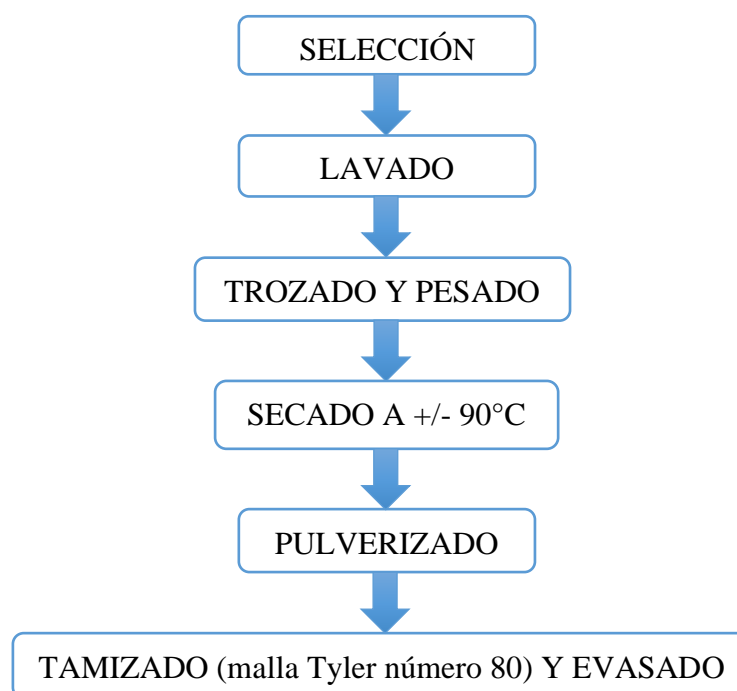 SELECCIÓN
LAVADO
TROZADO Y PESADO
SECADO A +/- 90°C
PULVERIZADO
TAMIZADO (malla Tyler número 80) Y EVASADO